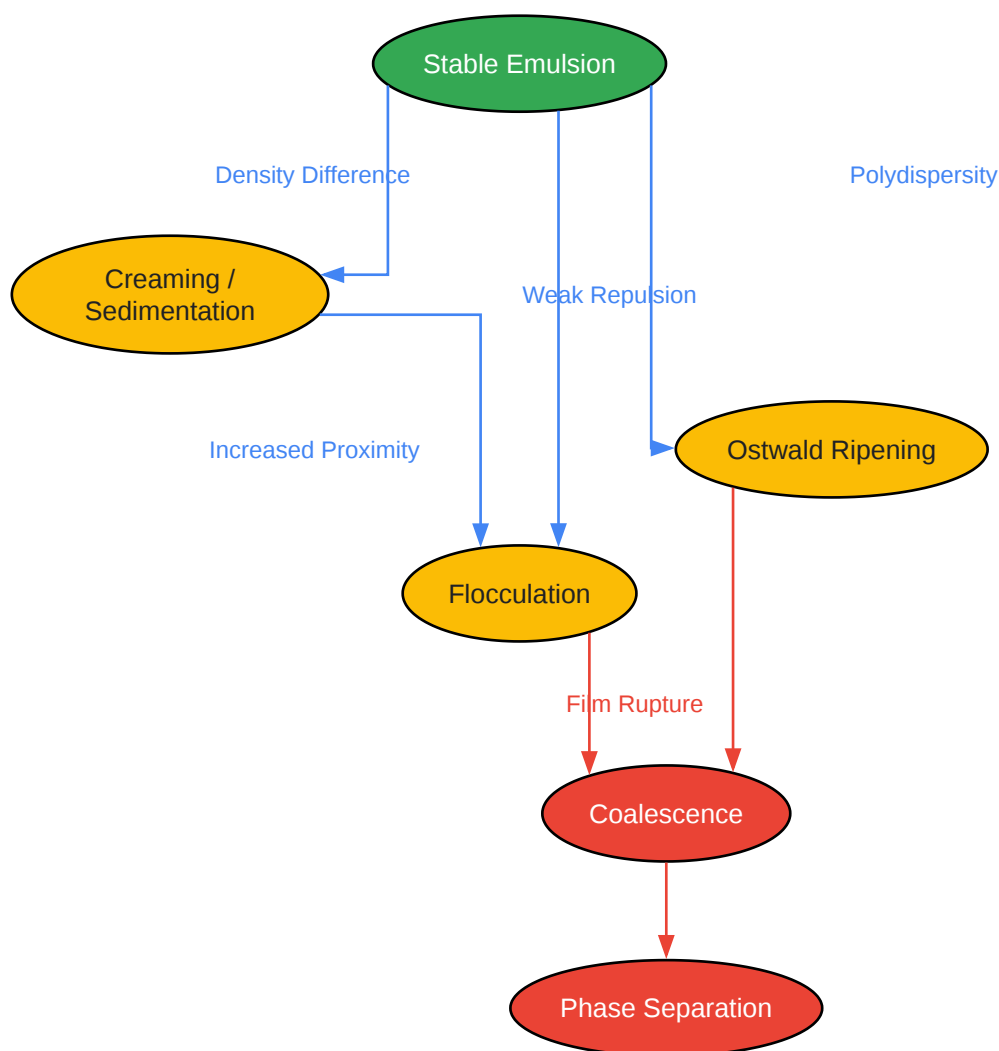 Stable Emulsion
Density Difference
Polydispersity
Creaming /
Sedimentation
Weak Repulsion
Increased Proximity
Ostwald Ripening
Flocculation
Film Rupture
Coalescence
Phase Separation